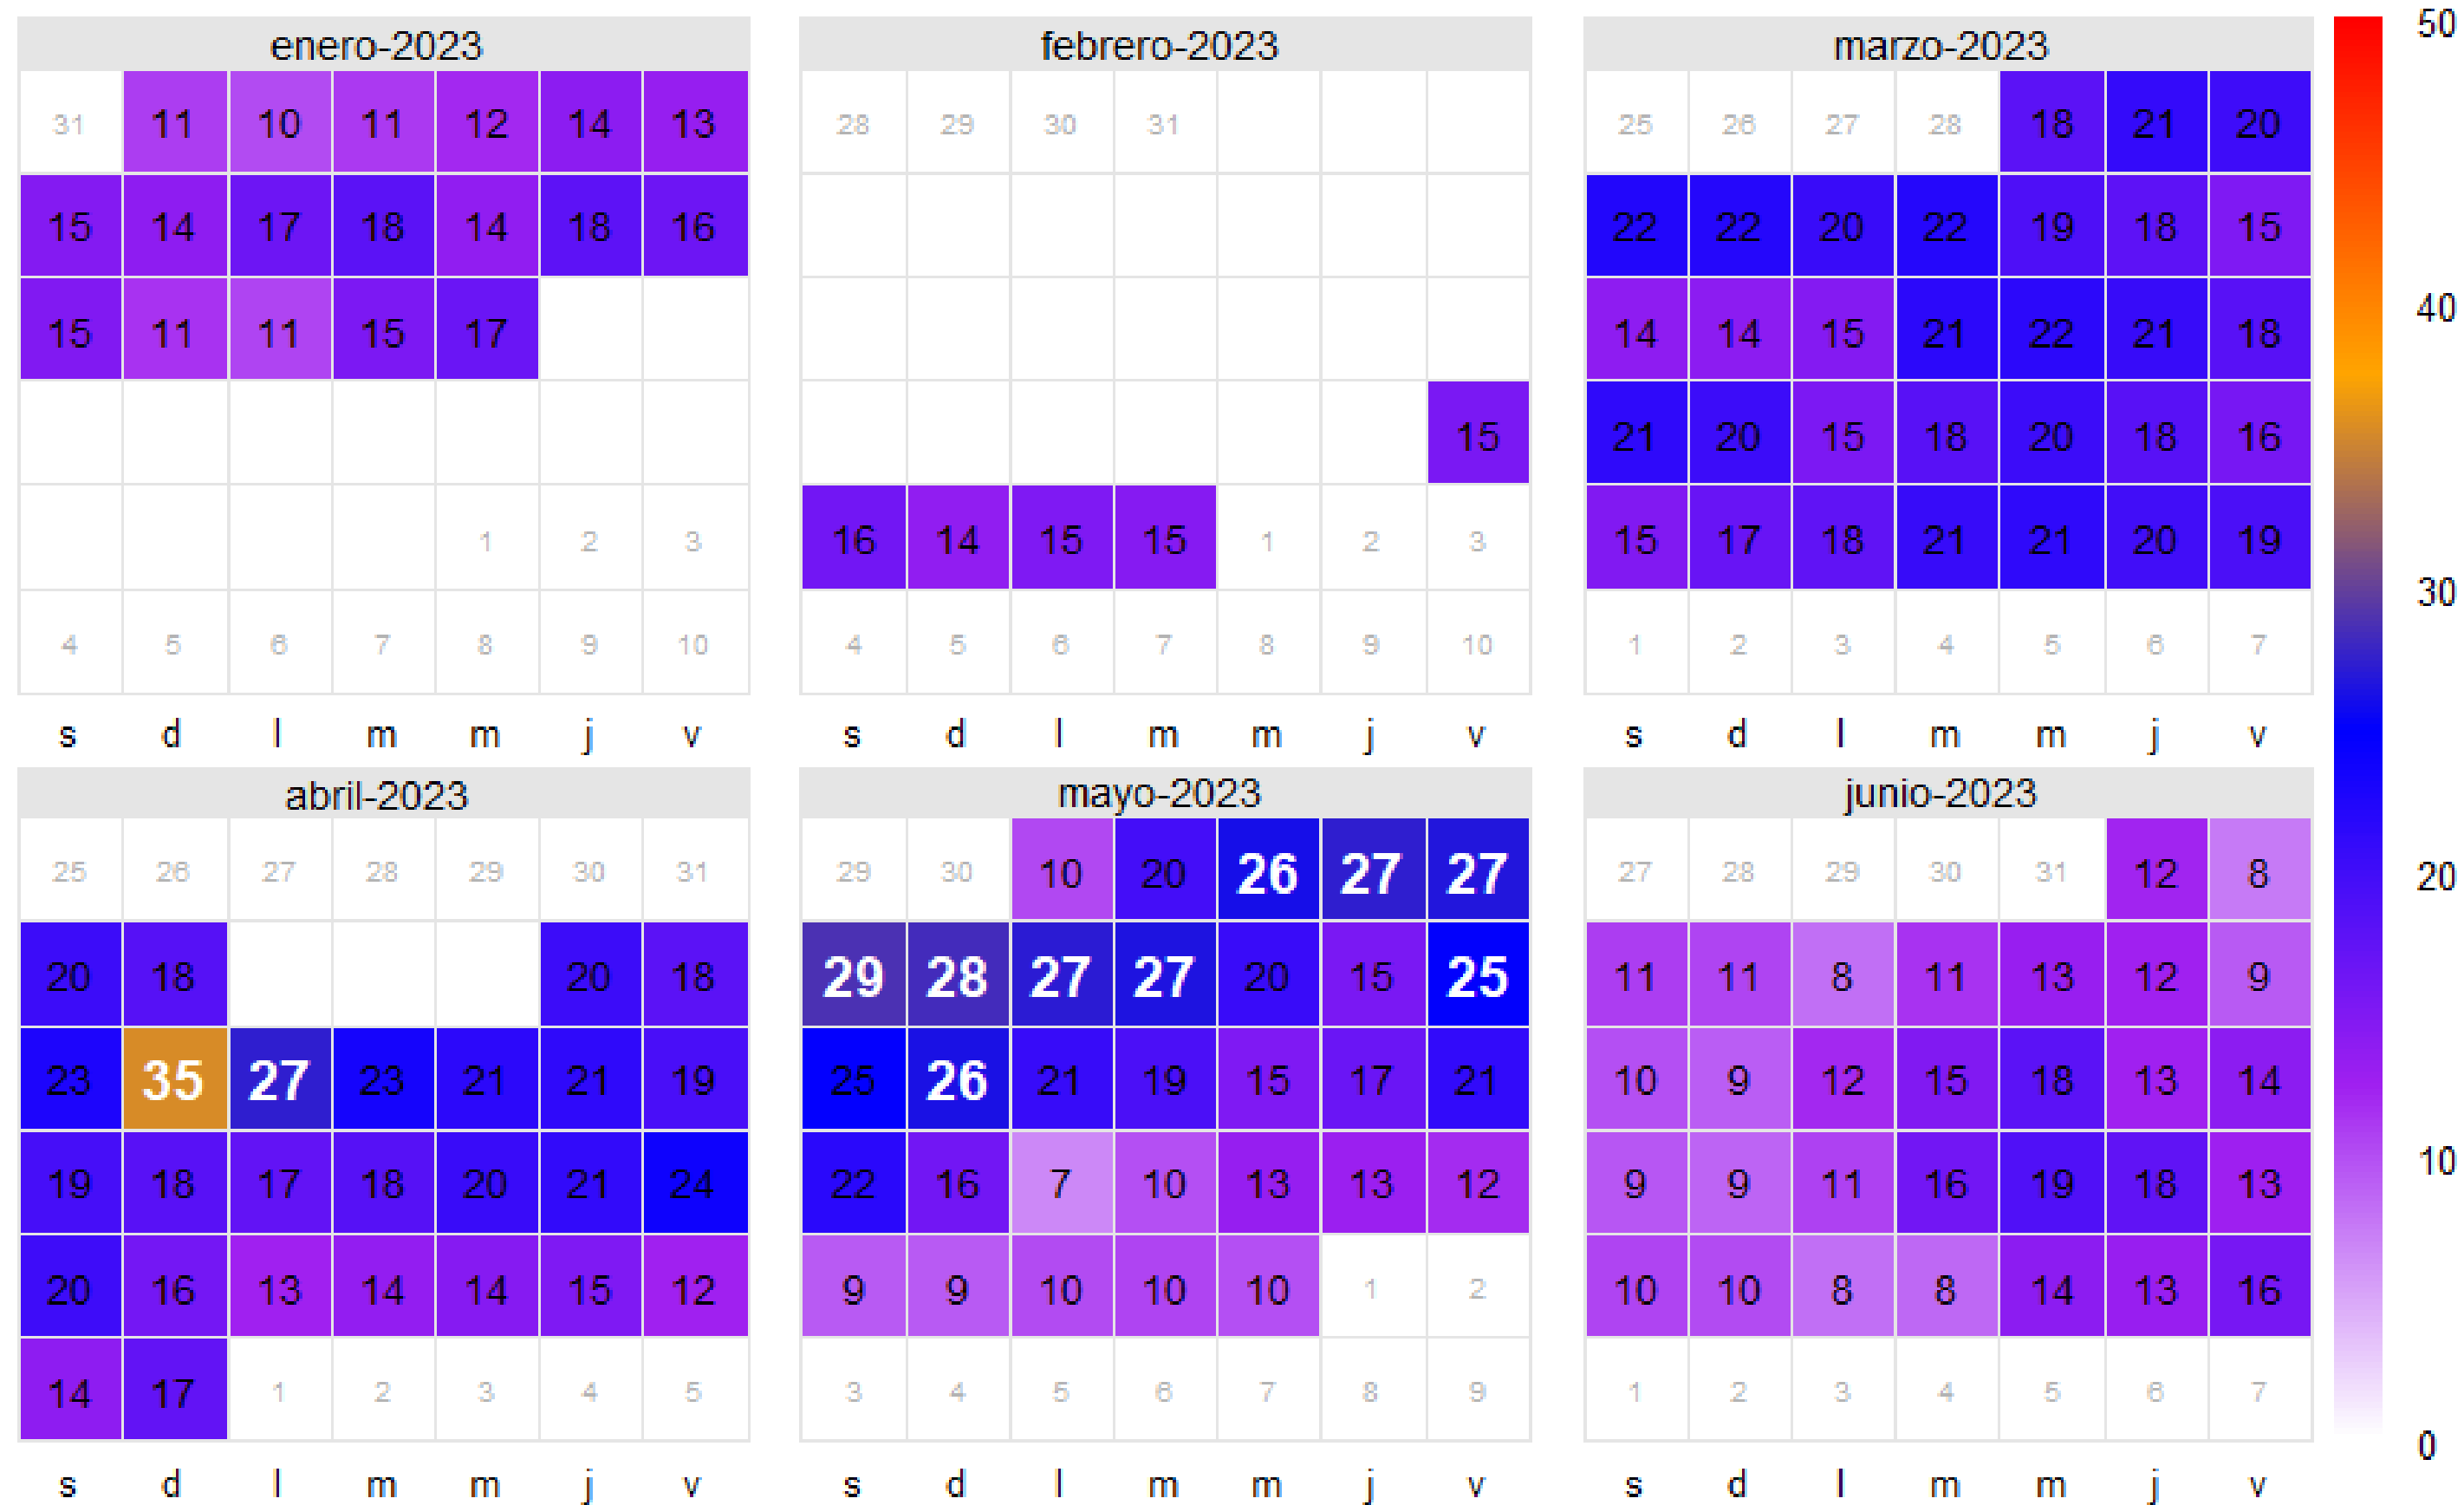 enero-2023 febrero-2023 marzo-2023 50
31 11 10 11 12 14 13 28 29 30 31 25 26 27 28 18 21 20
15 14 17 18 14 18 16 22 22 20 22 19 18 15
15 11 11 15 17 14 14 15 21 22 21 18 40
15 21 20 15 18 20 18 16
1 2 3 16 14 15 15 1 2 3 15 17 18 21 21 20 19 30
4 5 6 7 8 9 10 4 5 6 7 8 9 10 1 2 3 4 5 6 7
s d l m m j v s d l m m j v s d l m m j v
abril-2023 mayo-2023 junio-2023
25 26 27 28 29 30 31 29 30 10 20 26 27 27 27 28 29 30 31 12 8 20
20 18 20 18 29 28 27 27 20 15 25 11 11 8 11 13 12 9
23 35 27 23 21 21 19 25 26 21 19 15 17 21 10 9 12 15 18 13 14
19 18 17 18 20 21 24 22 16 7 10 13 13 12 9 9 11 16 19 18 13 10
20 16 13 14 14 15 12 9 9 10 10 10 1 2 10 10 8 8 14 13 16
14 17 1 2 3 4 5 3 4 5 6 7 8 9 1 2 3 4 5 6 7 0
s d l m m j v s d l m m j v s d l m m j v